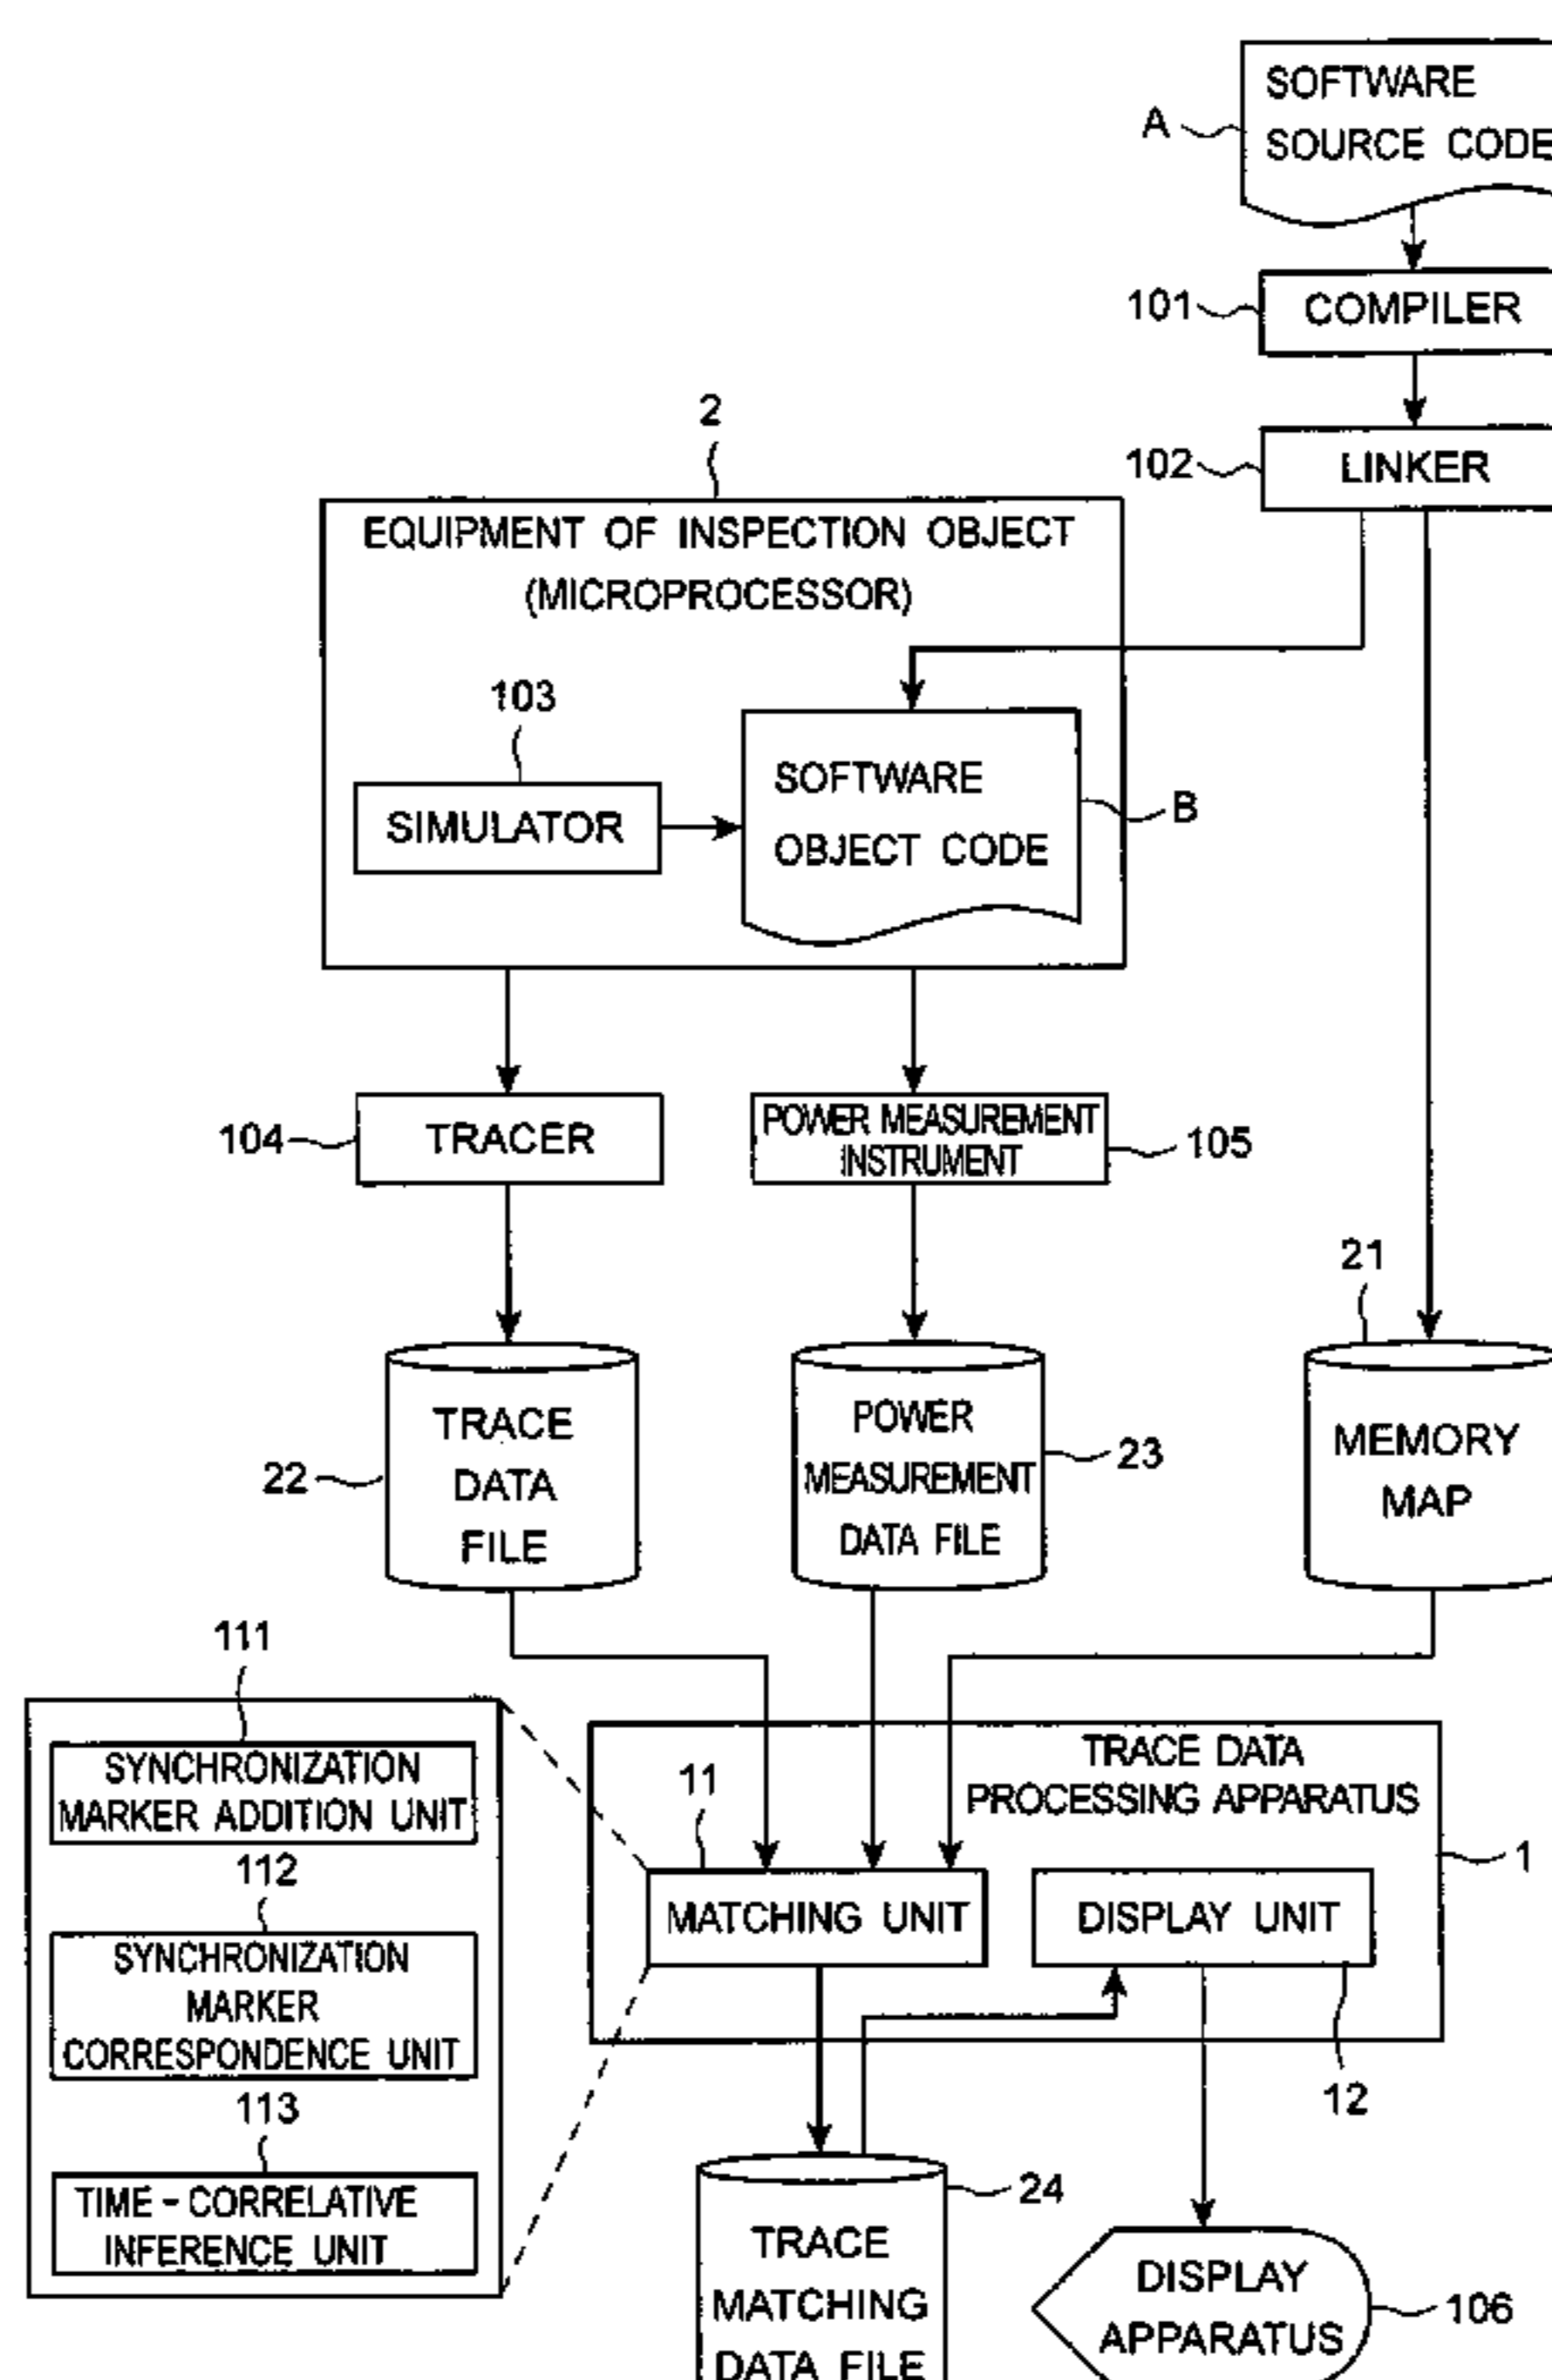 SOFTWARE
SOURCE CODE
A
101
COMPILER
102
LINKER
2
EQUIPMENT OF INSPECTION OBJECT
(MICROPROCESSOR)
103
SIMULATOR
SOFTWARE
OBJECT CODE
B
104
TRACER
POWER MEASUREMENT
INSTRUMENT
105
21
22
TRACE
DATA
FILE
POWER
MEASUREMENT
DATA FILE
23
MEMORY
MAP
111
SYNCHRONIZATION
MARKER ADDITION UNIT
112
SYNCHRONIZATION
MARKER
CORRESPONDENCE UNIT
113
TIME-CORRELATIVE
INFERENCE UNIT
TRACE DATA
PROCESSING APPARATUS
11
1
MATCHING UNIT
DISPLAY UNIT
12
24
TRACE
MATCHING
DATA FILE
DISPLAY
APPARATUS
106